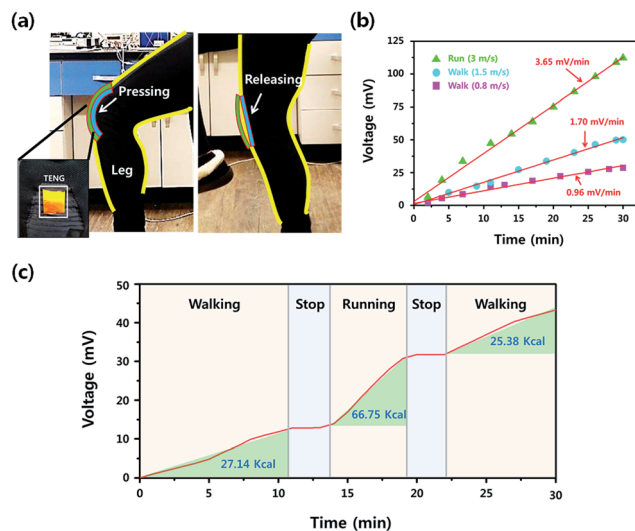 (a)
Pressing
Leg
TENG
Releasing
(b)
Voltage (mV)
125
100
75
50
25
0
Run (3 m/s)
Walk (1.5 m/s)
Walk (0.8 m/s)
3.65 mV/min
1.70 mV/min
0.96 mV/min
0 5 10 15 20 25 30
Time (min)
(c)
Voltage (mV)
50
40
30
20
10
0
Walking Stop Running Stop Walking
27.14 Kcal
66.75 Kcal
25.38 Kcal
0 5 10 15 20 25 30
Time (min)